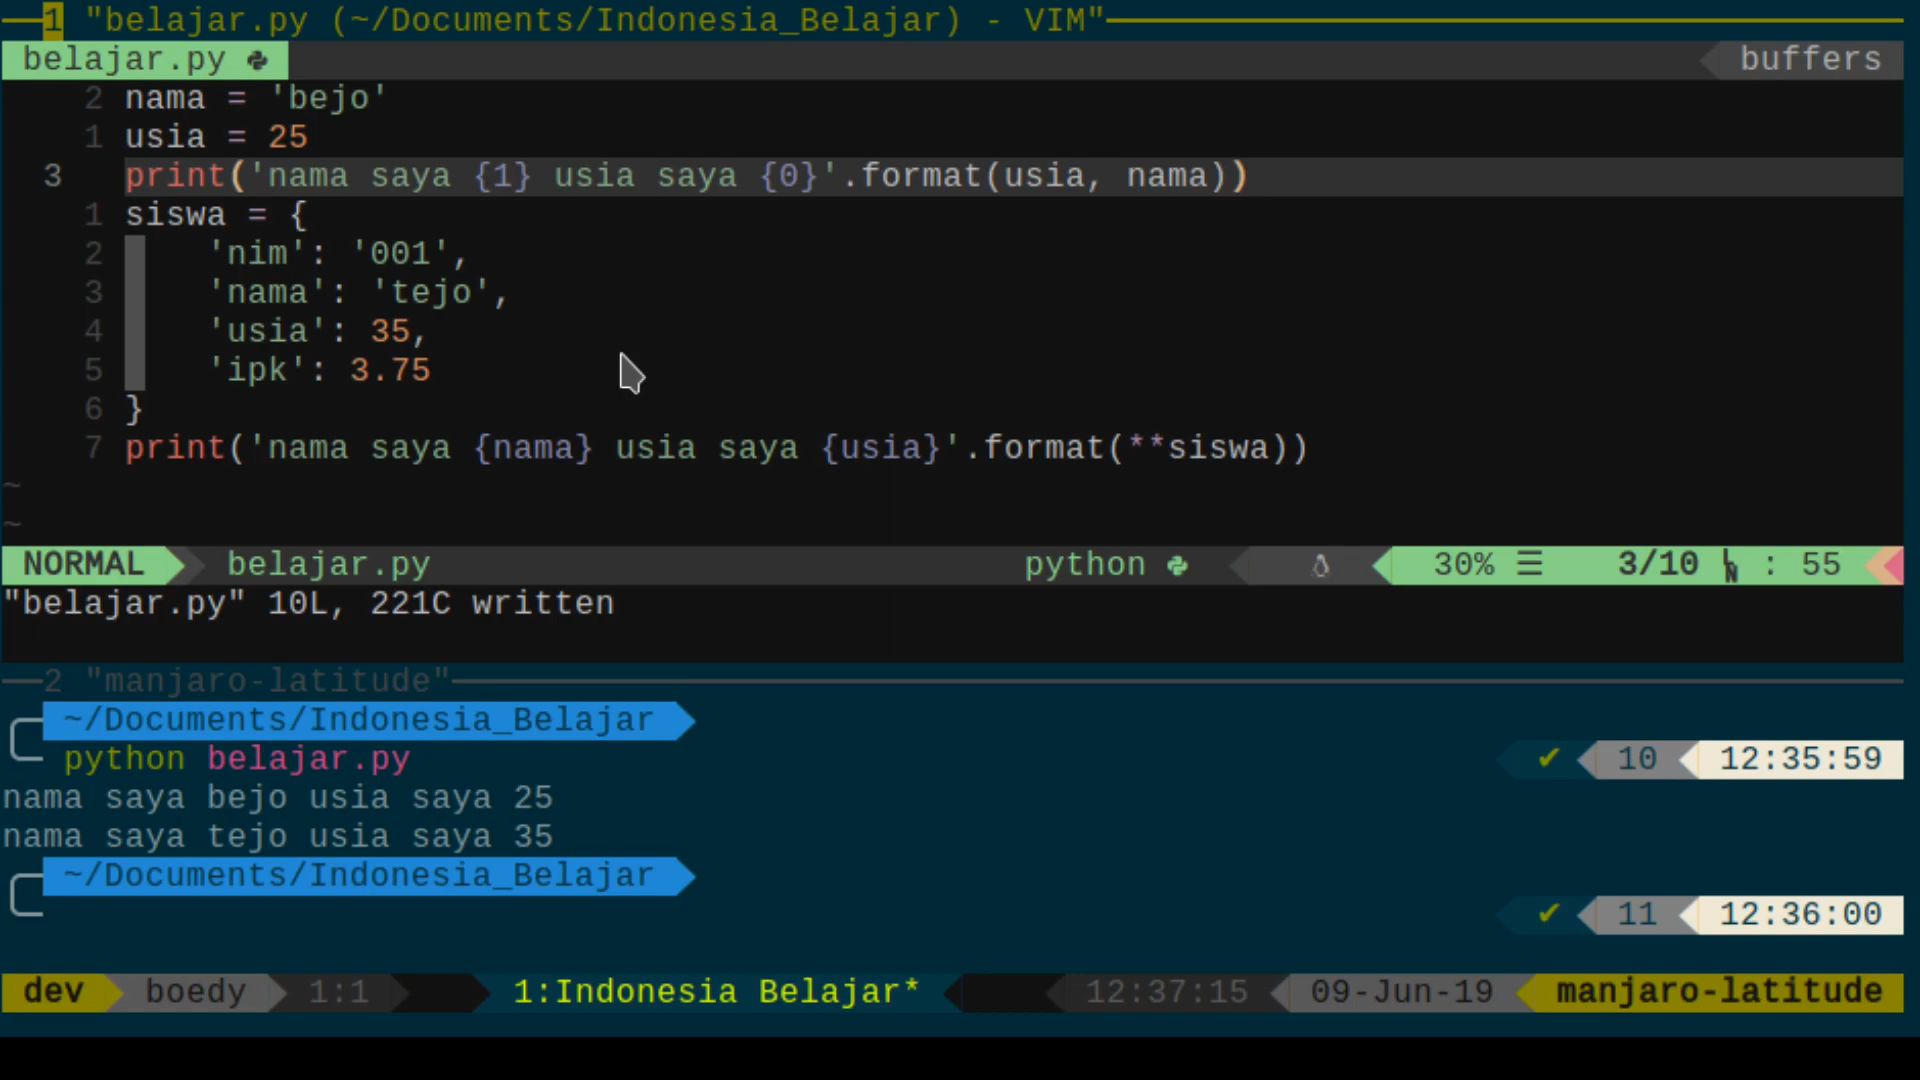 1 "belajar.py (~/Documents/Indonesia_Belajar) - VIM"
belajar.py buffers
2 nama = 'bejo'
1 usia = 25
3 print('nama saya {1} usia saya {0}'.format(usia, nama))
1 siswa = {
2 'nim': '001',
3 'nama': 'tejo',
4 'usia': 35,
5 'ipk': 3.75
6 }
7 print('nama saya {nama} usia saya {usia}'.format(**siswa))
~
~
NORMAL belajar.py python 30% ☰ 3/10 : 55
"belajar.py" 10L, 221C written
2 "manjaro-latitude"
~/Documents/Indonesia_Belajar
python belajar.py ✔ 10 12:35:59
nama saya bejo usia saya 25
nama saya tejo usia saya 35
~/Documents/Indonesia_Belajar
✔ 11 12:36:00
dev boedy 1:1 1:Indonesia Belajar* 12:37:15 09-Jun-19 manjaro-latitude